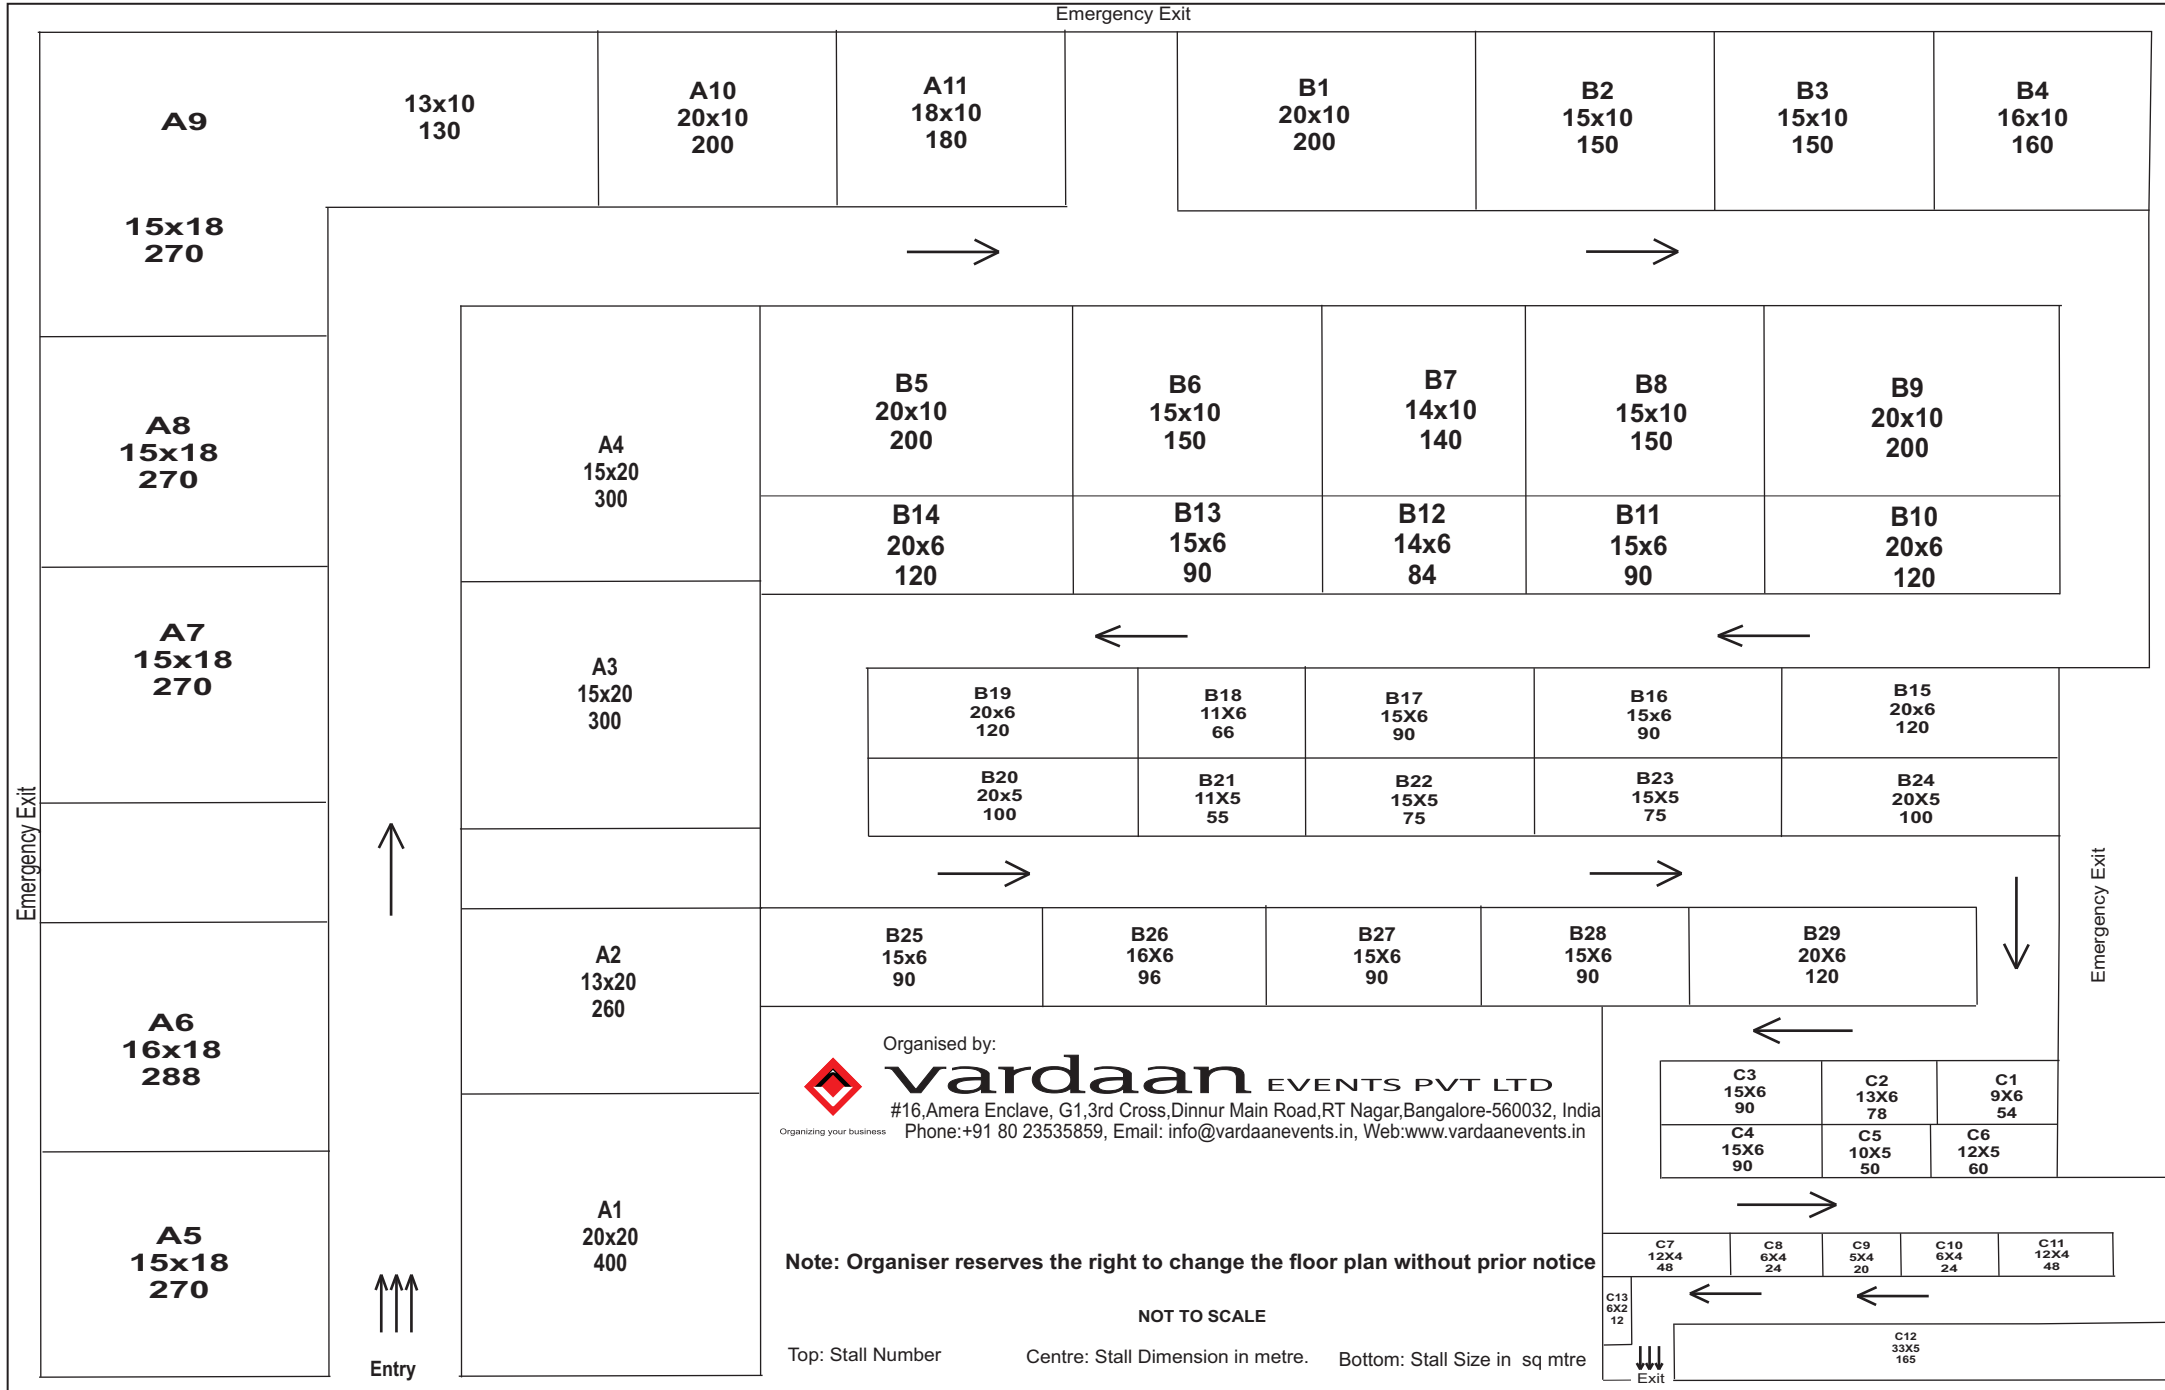 Emergency Exit
A9
13x10
130
15x18
270
A10
20x10
200
A11
18x10
180
B1
20x10
200
B2
15x10
150
B3
15x10
150
B4
16x10
160
A8
15x18
270
A7
15x18
270
Emergency Exit
A6
16x18
288
A5
15x18
270
Entry
A4
15x20
300
A3
15x20
300
A2
13x20
260
A1
20x20
400
B5
20x10
200
B6
15x10
150
B7
14x10
140
B8
15x10
150
B9
20x10
200
B14
20x6
120
B13
15x6
90
B12
14x6
84
B11
15x6
90
B10
20x6
120
B19
20x6
120
B18
11X6
66
B17
15X6
90
B16
15x6
90
B15
20x6
120
B20
20x5
100
B21
11X5
55
B22
15X5
75
B23
15X5
75
B24
20X5
100
Emergency Exit
B25
15x6
90
B26
16X6
96
B27
15X6
90
B28
15X6
90
B29
20X6
120
Organised by:
vardaan EVENTS PVT LTD
Organizing your business
#16,Amera Enclave, G1,3rd Cross,Dinnur Main Road,RT Nagar,Bangalore-560032, India
Phone:+91 80 23535859, Email: info@vardaanevents.in, Web:www.vardaanevents.in
C3
15X6
90
C2
13X6
78
C1
9X6
54
C4
15X6
90
C5
10X5
50
C6
12X5
60
Note: Organiser reserves the right to change the floor plan without prior notice
C7
12X4
48
C8
6X4
24
C9
5X4
20
C10
6X4
24
C11
12X4
48
C13
6X2
12
C12
33X5
165
NOT TO SCALE
Top: Stall Number
Centre: Stall Dimension in metre.
Bottom: Stall Size in sq mtre
Exit